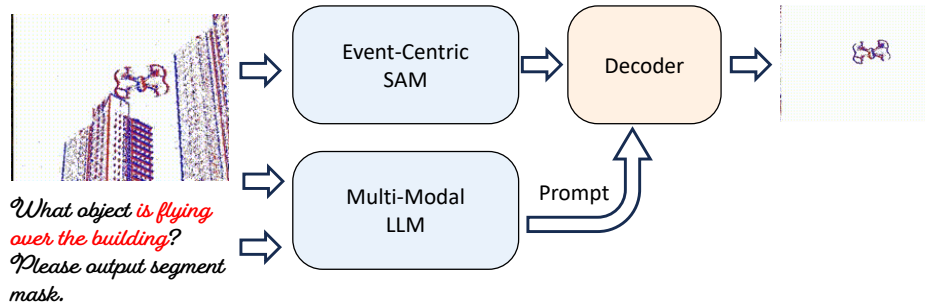 Event-Centric
SAM
Decoder
Multi-Modal
LLM
Prompt
What object is flying
over the building?
Please output segment
mask.